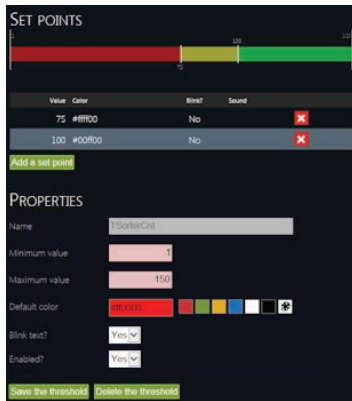 SET POINTS
100
75
Value Color Blink? Sound
75 #ffff00 No
100 #00ff00 No
Add a set point
PROPERTIES
Name TSorterCnt
Minimum value 1
Maximum value 150
Default color #ff0000
Blink text? Yes
Enabled? Yes
Save the threshold Delete the threshold